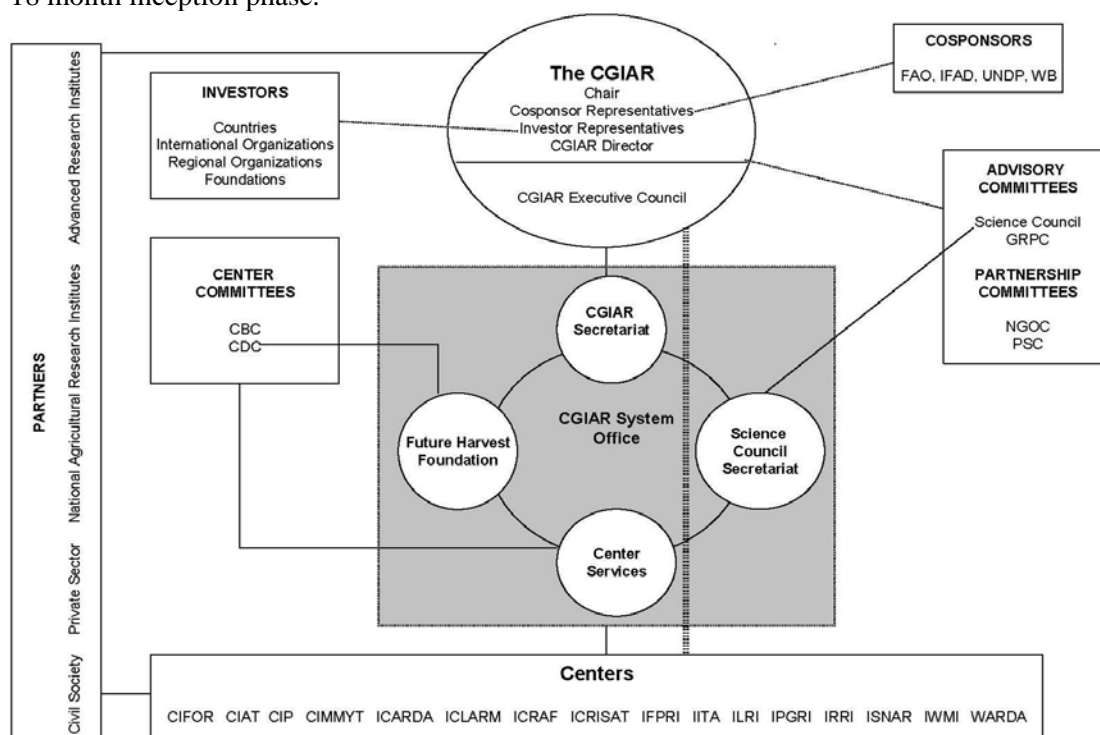 18 month inception phase.
The CGIAR
Chair
Cosponsor Representatives
Investor Representatives
CGIAR Director
CGIAR Executive Council
COSPONSORS
FAO, IFAD, UNDP, WB
INVESTORS
Countries
International Organizations
Regional Organizations
Foundations
ADVISORY
COMMITTEES
Science Council
GRPC
PARTNERSHIP
COMMITTEES
NGOC
PSC
CENTER
COMMITTEES
CBC
CDC
CGIAR
Secretariat
CGIAR System
Office
Future Harvest
Foundation
Science
Council
Secretariat
Center
Services
PARTNERS
Civil Society Private Sector National Agricultural Research Institutes Advanced Research Institutes
Centers
CIFOR CIAT CIP CIMMYT ICARDA ICLARM ICRAF ICRISAT IFPRI IITA ILRI IPGRI IRRI ISNAR IWMI WARDA